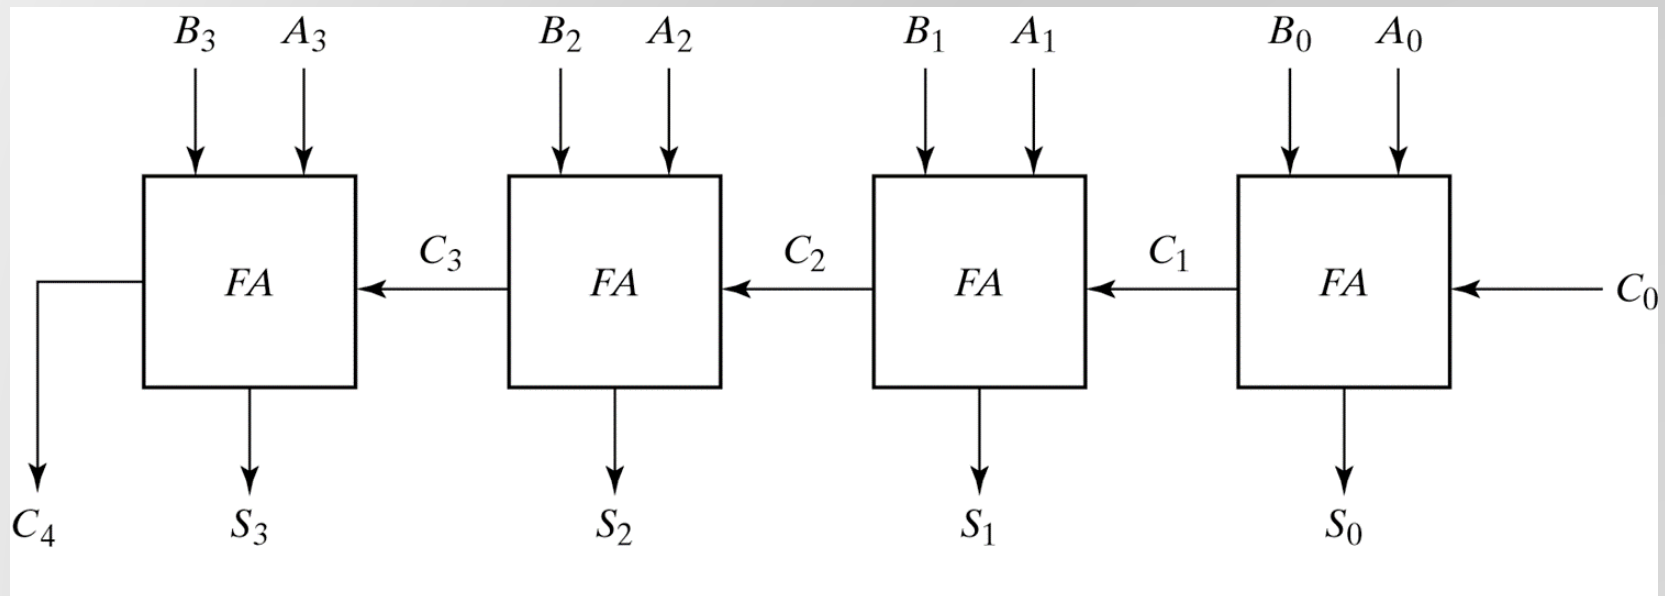 B₃ A₃ B₂ A₂ B₁ A₁ B₀ A₀
C₃ C₂ C₁
FA FA FA FA C₀
C₄ S₃ S₂ S₁ S₀